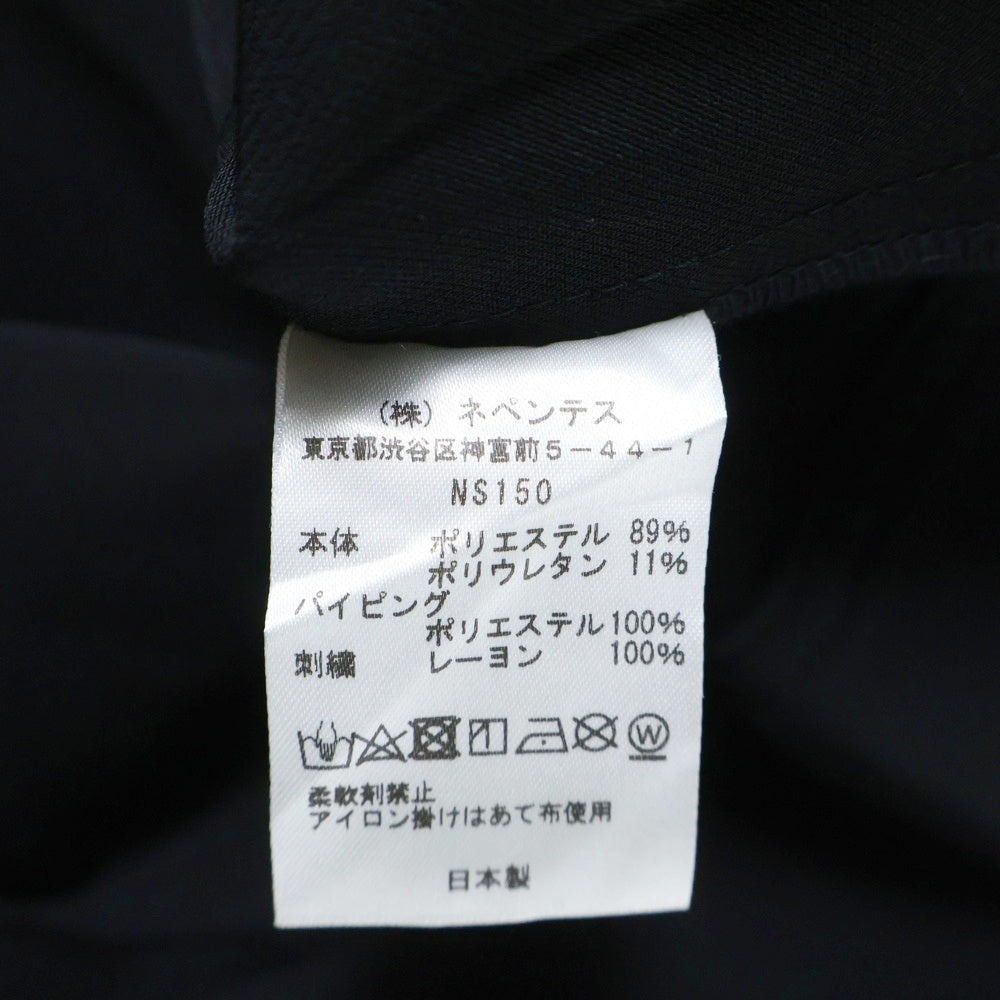 （株）ネペンテス
東京都渋谷区神宮前５－４４－１
NS150
本体 ポリエステル 89%
ポリウレタン 11%
パイピング
ポリエステル 100%
刺繍 レーヨン 100%
W
柔軟剤禁止
アイロン掛けはあて布使用
日本製